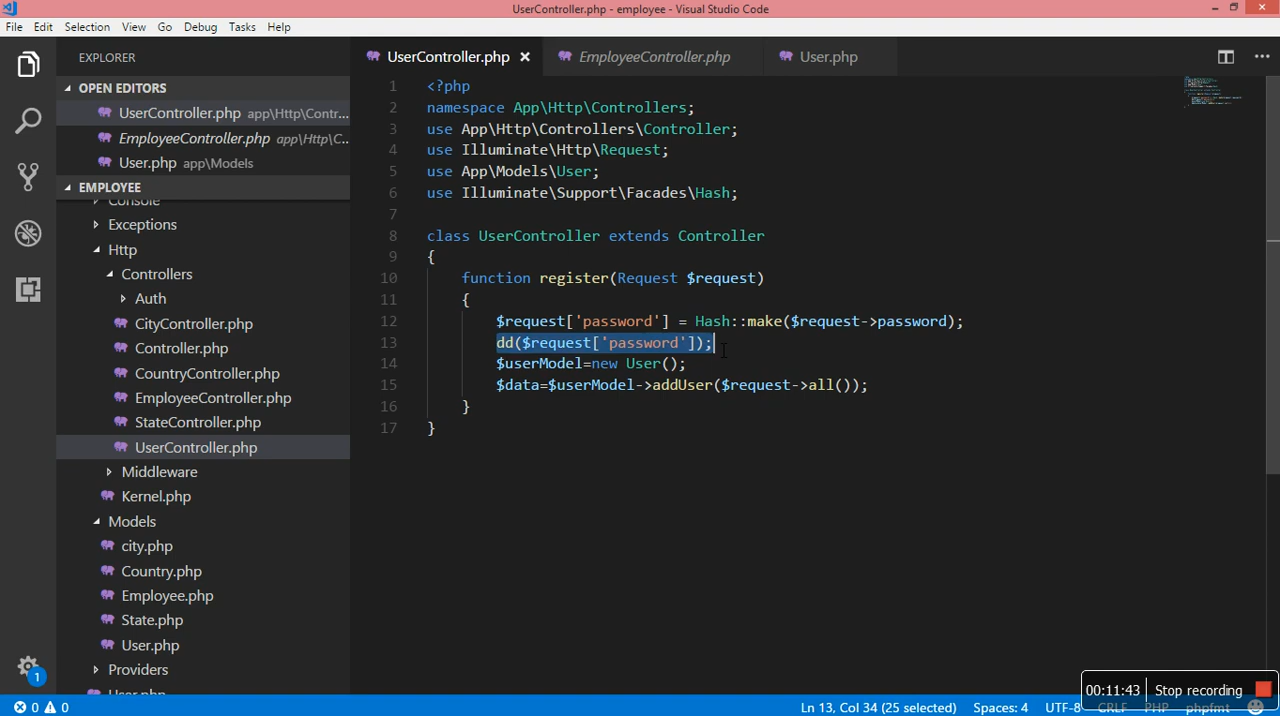 UserController.php - employee - Visual Studio Code
File Edit Selection View Go Debug Tasks Help
EXPLORER
OPEN EDITORS
UserController.php app\Http\Contr...
EmployeeController.php app\Http\C...
User.php app\Models
EMPLOYEE
Console
Exceptions
Http
Controllers
Auth
CityController.php
Controller.php
CountryController.php
EmployeeController.php
StateController.php
UserController.php
Middleware
Kernel.php
Models
city.php
Country.php
Employee.php
State.php
User.php
Providers
User.php
UserController.php EmployeeController.php User.php
1 <?php
2 namespace App\Http\Controllers;
3 use App\Http\Controllers\Controller;
4 use Illuminate\Http\Request;
5 use App\Models\User;
6 use Illuminate\Support\Facades\Hash;
7
8 class UserController extends Controller
9 {
10 function register(Request $request)
11 {
12 $request['password'] = Hash::make($request->password);
13 dd($request['password']);
14 $userModel=new User();
15 $data=$userModel->addUser($request->all());
16 }
17 }
00:11:43 Stop recording
1
0 0 Ln 13, Col 34 (25 selected) Spaces: 4 UTF-8 CRLF PHP phpfmt